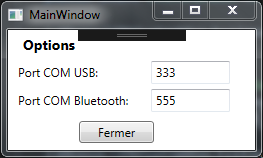 MainWindow
Options
Port COM USB: 333
Port COM Bluetooth: 555
Fermer